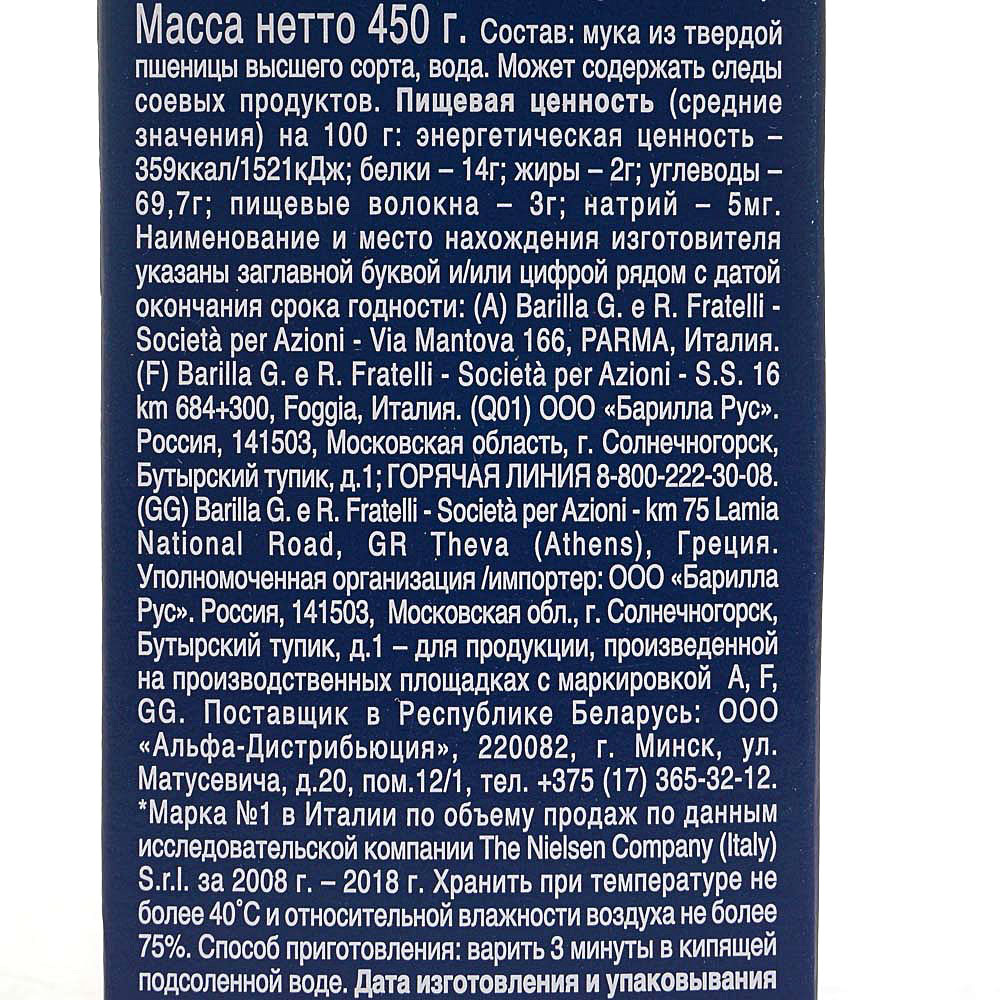 Масса нетто 450 г. Состав: мука из твердой
пшеницы высшего сорта, вода. Может содержать следы
соевых продуктов. Пищевая ценность (средние
значения) на 100 г: энергетическая ценность –
359ккал/1521кДж; белки – 14г; жиры – 2г; углеводы –
69,7г; пищевые волокна – 3г; натрий – 5мг.
Наименование и место нахождения изготовителя
указаны заглавной буквой и/или цифрой рядом с датой
окончания срока годности: (A) Barilla G. e R. Fratelli -
Società per Azioni - Via Mantova 166, PARMA, Италия.
(F) Barilla G. e R. Fratelli - Società per Azioni - S.S. 16
km 684+300, Foggia, Италия. (Q01) ООО «Барилла Рус».
Россия, 141503, Московская область, г. Солнечногорск,
Бутырский тупик, д.1; ГОРЯЧАЯ ЛИНИЯ 8-800-222-30-08.
(GG) Barilla G. e R. Fratelli - Società per Azioni - km 75 Lamia
National Road, GR Theva (Athens), Греция.
Уполномоченная организация /импортер: ООО «Барилла
Рус». Россия, 141503, Московская обл., г. Солнечногорск,
Бутырский тупик, д.1 – для продукции, произведенной
на производственных площадках с маркировкой A, F,
GG. Поставщик в Республике Беларусь: ООО
«Альфа-Дистрибьюция», 220082, г. Минск, ул.
Матусевича, д.20, пом.12/1, тел. +375 (17) 365-32-12.
*Марка №1 в Италии по объему продаж по данным
исследовательской компании The Nielsen Company (Italy)
S.r.l. за 2008 г. – 2018 г. Хранить при температуре не
более 40˚С и относительной влажности воздуха не более
75%. Способ приготовления: варить 3 минуты в кипящей
подсоленной воде. Дата изготовления и упаковывания